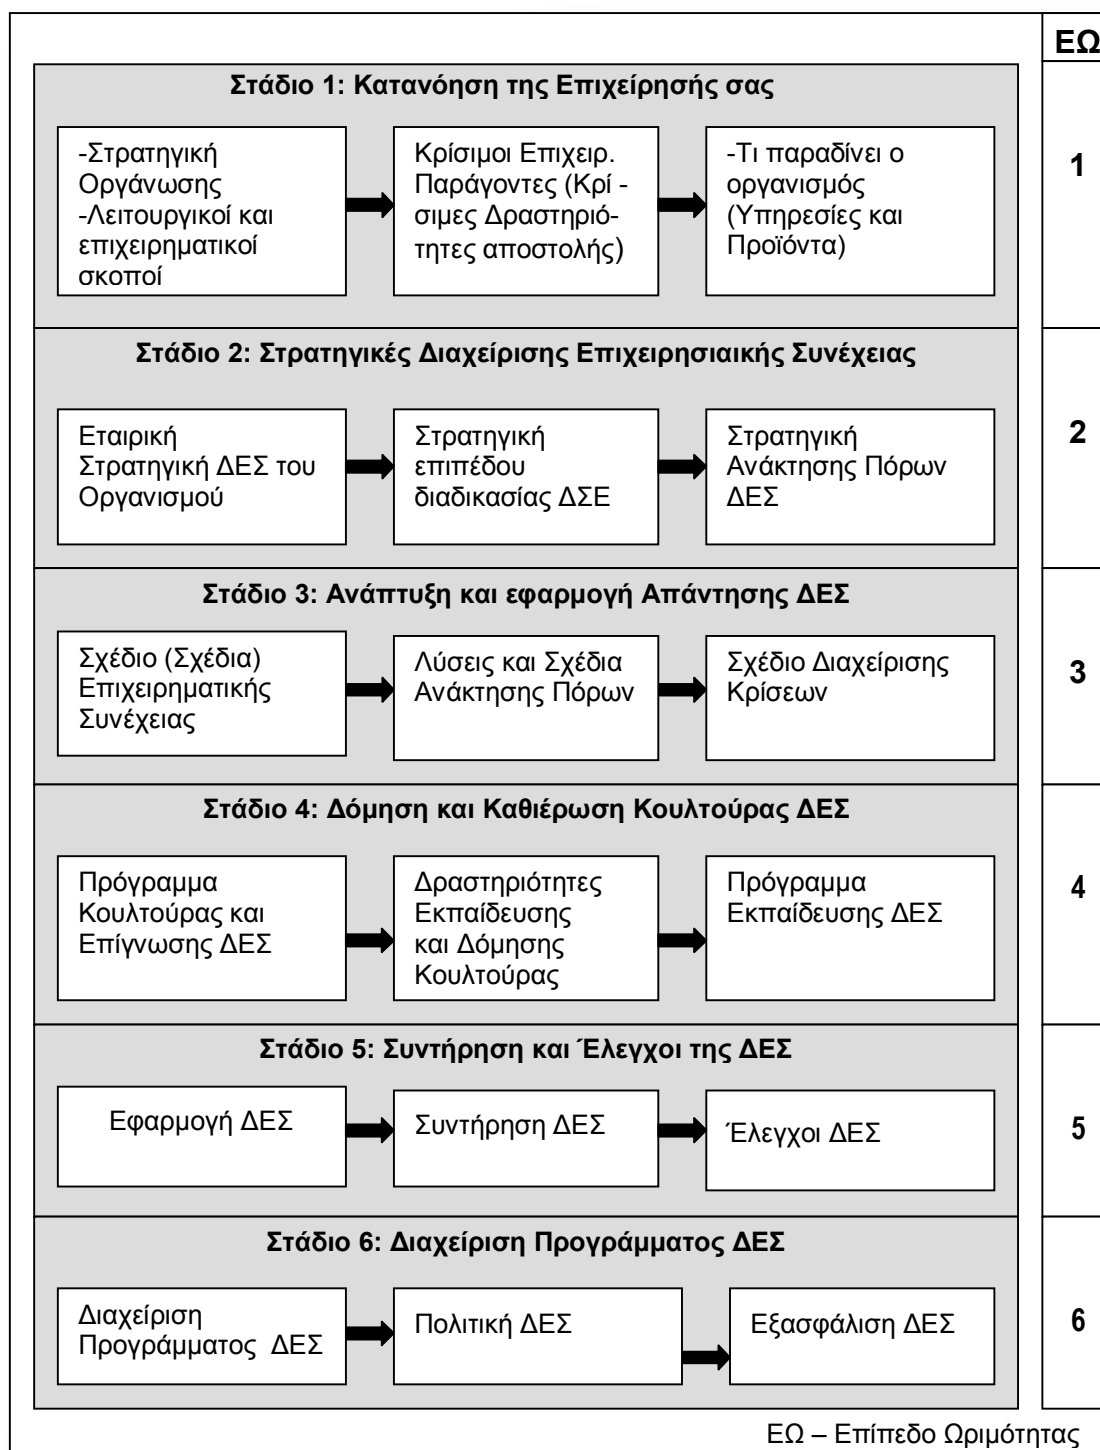 ΕΩ
Στάδιο 1: Κατανόηση της Επιχείρησής σας
-Στρατηγική
Οργάνωσης
-Λειτουργικοί και
επιχειρηματικοί
σκοποί
Κρίσιμοι Επιχειρ.
Παράγοντες (Κρί -
σιμες Δραστηριό-
τητες αποστολής)
-Τι παραδίνει ο
οργανισμός
(Υπηρεσίες και
Προϊόντα)
1
Στάδιο 2: Στρατηγικές Διαχείρισης Επιχειρησιαικής Συνέχειας
Εταιρική
Στρατηγική ΔΕΣ του
Οργανισμού
Στρατηγική
επιπέδου
διαδικασίας ΔΣΕ
Στρατηγική
Ανάκτησης Πόρων
ΔΕΣ
2
Στάδιο 3: Ανάπτυξη και εφαρμογή Απάντησης ΔΕΣ
Σχέδιο (Σχέδια)
Επιχειρηματικής
Συνέχειας
Λύσεις και Σχέδια
Ανάκτησης Πόρων
Σχέδιο Διαχείρισης
Κρίσεων
3
Στάδιο 4: Δόμηση και Καθιέρωση Κουλτούρας ΔΕΣ
Πρόγραμμα
Κουλτούρας και
Επίγνωσης ΔΕΣ
Δραστηριότητες
Εκπαίδευσης
και Δόμησης
Κουλτούρας
Πρόγραμμα
Εκπαίδευσης ΔΕΣ
4
Στάδιο 5: Συντήρηση και Έλεγχοι της ΔΕΣ
Εφαρμογή ΔΕΣ
Συντήρηση ΔΕΣ
Έλεγχοι ΔΕΣ
5
Στάδιο 6: Διαχείριση Προγράμματος ΔΕΣ
Διαχείριση
Προγράμματος ΔΕΣ
Πολιτική ΔΕΣ
Εξασφάλιση ΔΕΣ
6
ΕΩ – Επίπεδο Ωριμότητας